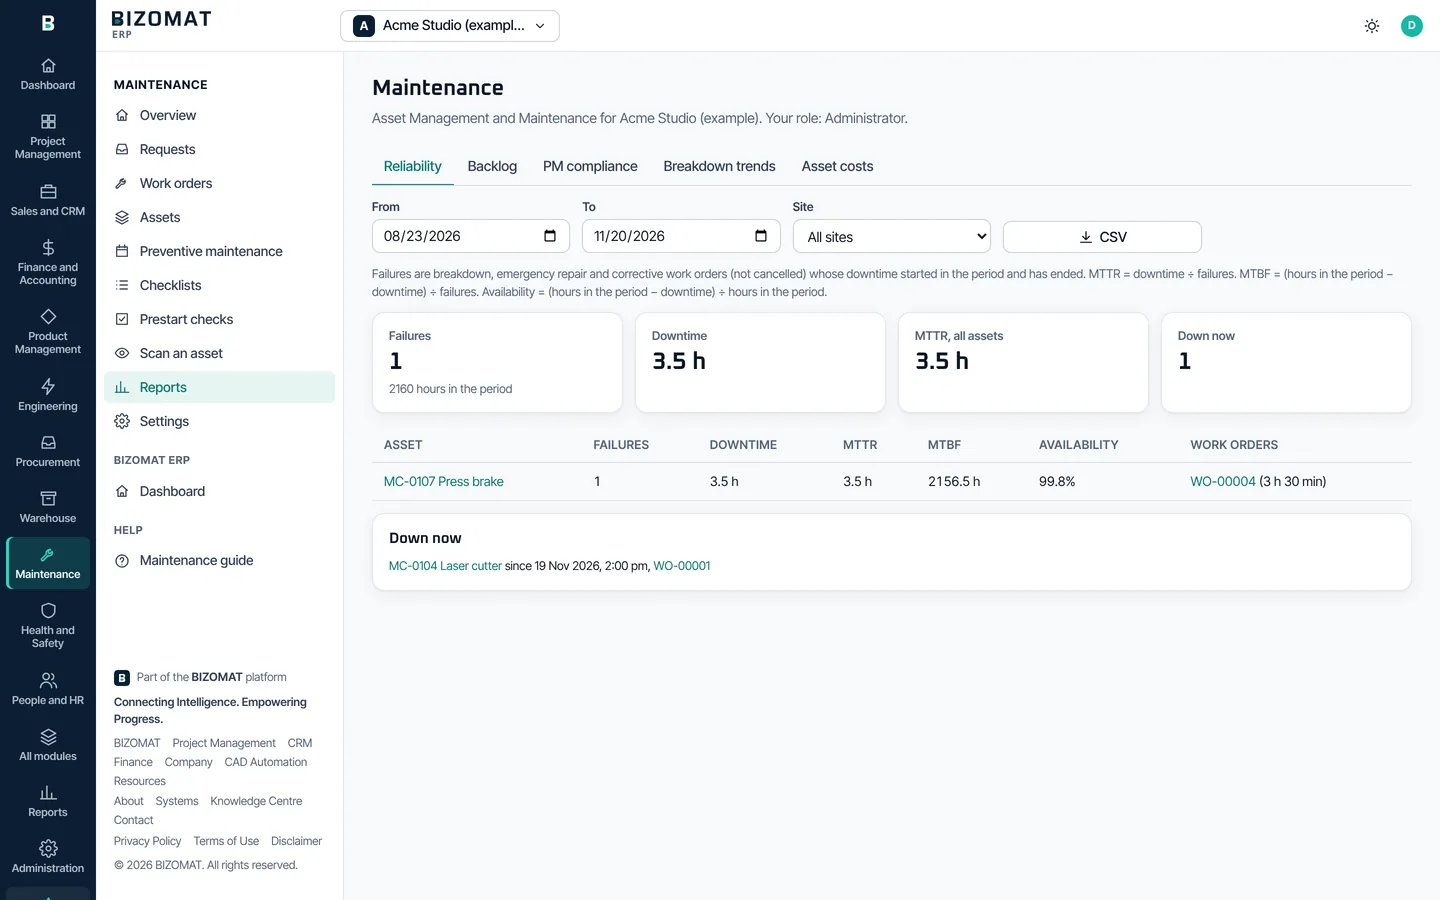 B
Dashboard
Project
Management
Sales and CRM
Finance and
Accounting
Product
Management
Engineering
Procurement
Warehouse
Maintenance
Health and
Safety
People and HR
All modules
Reports
Administration
BIZOMAT
ERP
A Acme Studio (exampl...
D
MAINTENANCE
Overview
Requests
Work orders
Assets
Preventive maintenance
Checklists
Prestart checks
Scan an asset
Reports
Settings
BIZOMAT ERP
Dashboard
HELP
Maintenance guide
B Part of the BIZOMAT platform
Connecting Intelligence. Empowering
Progress.
BIZOMAT Project Management CRM
Finance Company CAD Automation
Resources
About Systems Knowledge Centre
Contact
Privacy Policy Terms of Use Disclaimer
© 2026 BIZOMAT. All rights reserved.
Maintenance
Asset Management and Maintenance for Acme Studio (example). Your role: Administrator.
Reliability Backlog PM compliance Breakdown trends Asset costs
From To Site
08/23/2026 11/20/2026 All sites CSV
Failures are breakdown, emergency repair and corrective work orders (not cancelled) whose downtime started in the period and has ended. MTTR = downtime ÷ failures. MTBF = (hours in the period −
downtime) ÷ failures. Availability = (hours in the period − downtime) ÷ hours in the period.
Failures Downtime MTTR, all assets Down now
1 3.5 h 3.5 h 1
2160 hours in the period
ASSET FAILURES DOWNTIME MTTR MTBF AVAILABILITY WORK ORDERS
MC-0107 Press brake 1 3.5 h 3.5 h 2156.5 h 99.8% WO-00004 (3 h 30 min)
Down now
MC-0104 Laser cutter since 19 Nov 2026, 2:00 pm, WO-00001